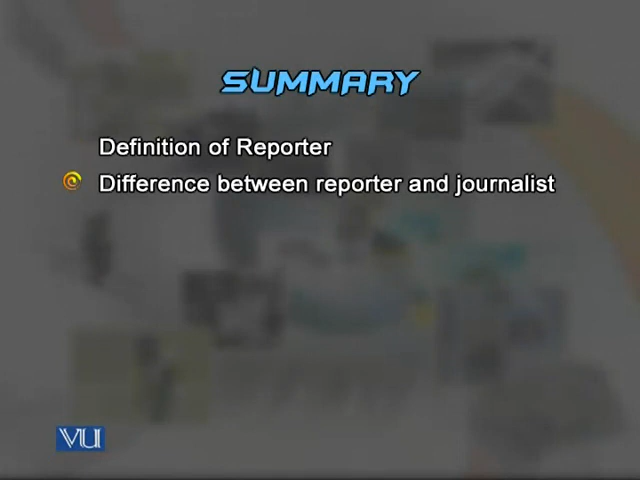 SUMMARY
Definition of Reporter
Difference between reporter and journalist
VU